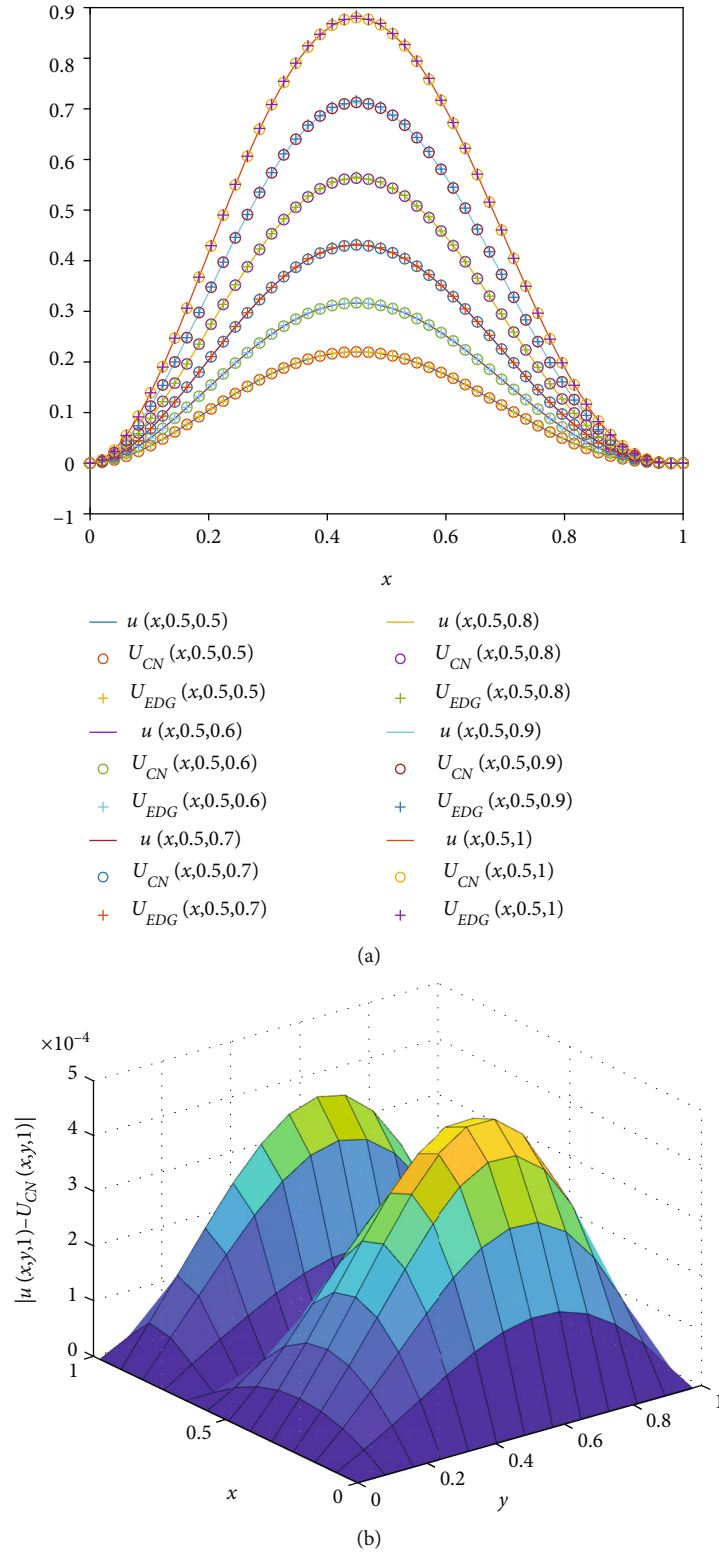 0.9
0.8
0.7
0.6
0.5
0.4
0.3
0.2
0.1
0
−1
0 0.2 0.4 0.6 0.8 1
x
u (x,0.5,0.5)
U_CN (x,0.5,0.5)
U_EDG (x,0.5,0.5)
u (x,0.5,0.6)
U_CN (x,0.5,0.6)
U_EDG (x,0.5,0.6)
u (x,0.5,0.7)
U_CN (x,0.5,0.7)
U_EDG (x,0.5,0.7)
u (x,0.5,0.8)
U_CN (x,0.5,0.8)
U_EDG (x,0.5,0.8)
u (x,0.5,0.9)
U_CN (x,0.5,0.9)
U_EDG (x,0.5,0.9)
u (x,0.5,1)
U_CN (x,0.5,1)
U_EDG (x,0.5,1)
(a)
×10⁻⁴
5
4
3
2
1
0
|u (x,y,1)−U_CN (x,y,1)|
1
0.5
0
x
0
0.2
0.4
0.6
0.8
1
y
(b)